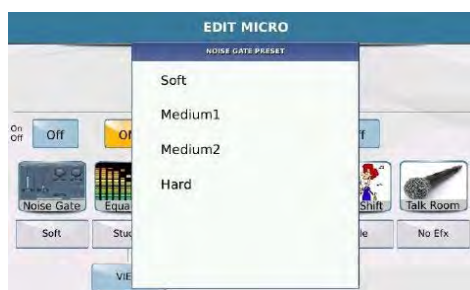 EDIT MICRO
NOISE GATE PRESET
Soft
Medium1
Medium2
Hard
On
Off
Off
Noise Gate
Shift
Talk Room
Soft
No Efx